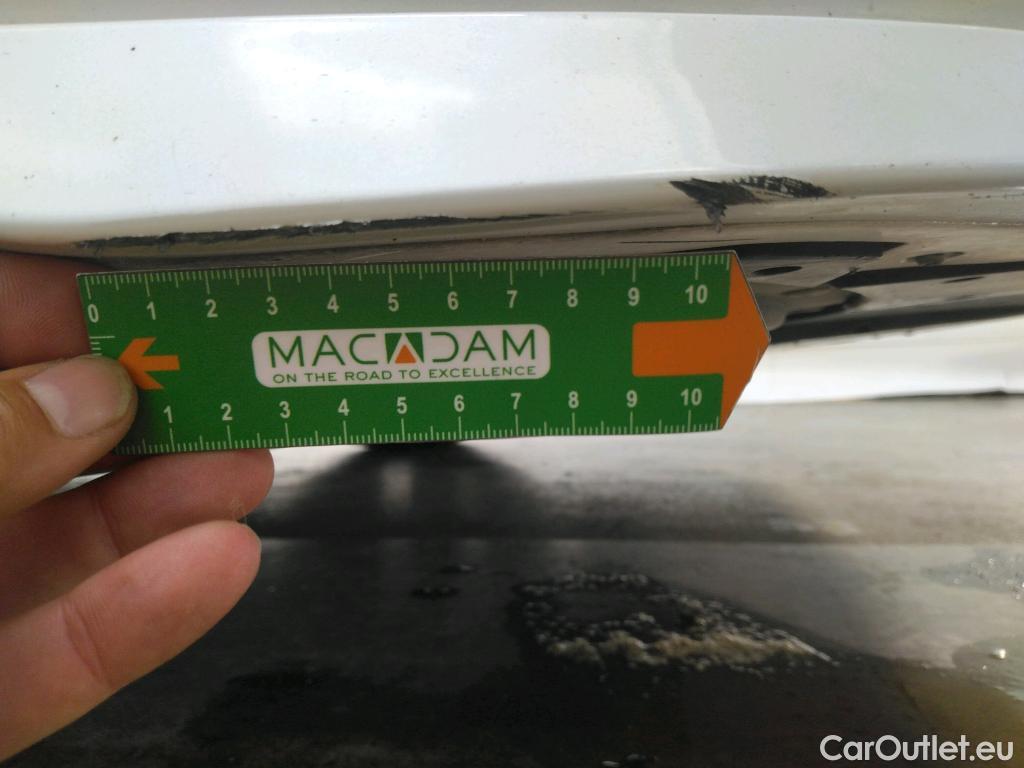 0 1 2 3 4 5 6 7 8 9 10
MACADAM
ON THE ROAD TO EXCELLENCE
1 2 3 4 5 6 7 8 9 10
CarOutlet.eu